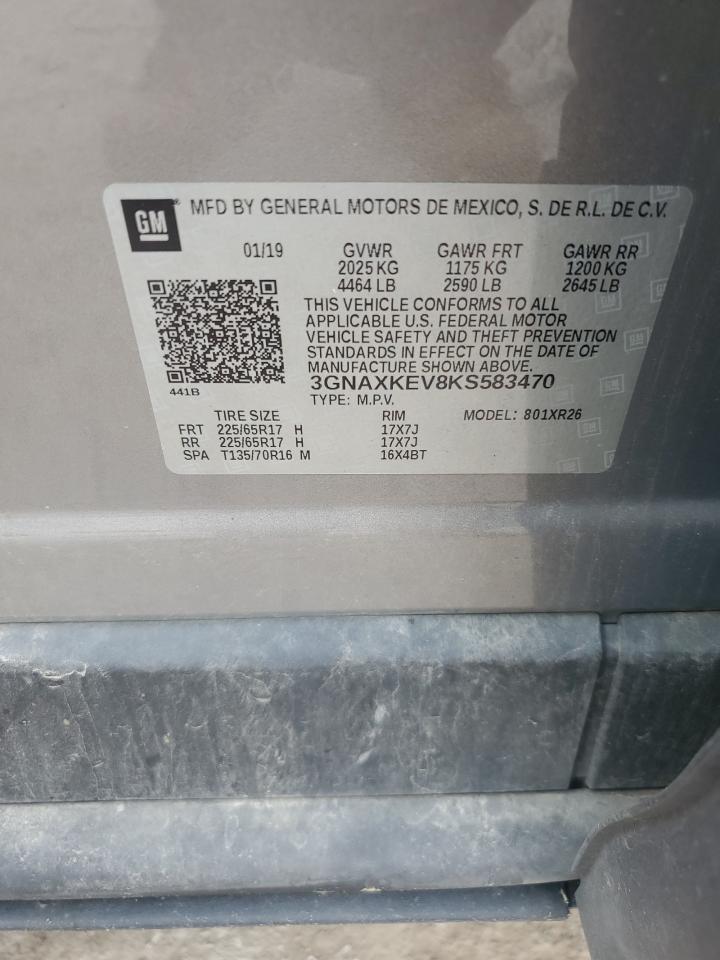 GM MFD BY GENERAL MOTORS DE MEXICO, S. DE R.L. DE C.V.
01/19 GVWR GAWR FRT GAWR RR
2025 KG 1175 KG 1200 KG
4464 LB 2590 LB 2645 LB
THIS VEHICLE CONFORMS TO ALL
APPLICABLE U.S. FEDERAL MOTOR
VEHICLE SAFETY AND THEFT PREVENTION
STANDARDS IN EFFECT ON THE DATE OF
MANUFACTURE SHOWN ABOVE.
441B 3GNAXKEV8KS583470
TYPE: M.P.V.
TIRE SIZE RIM MODEL: 801XR26
FRT 225/65R17 H 17X7J
RR 225/65R17 H 17X7J
SPA T135/70R16 M 16X4BT